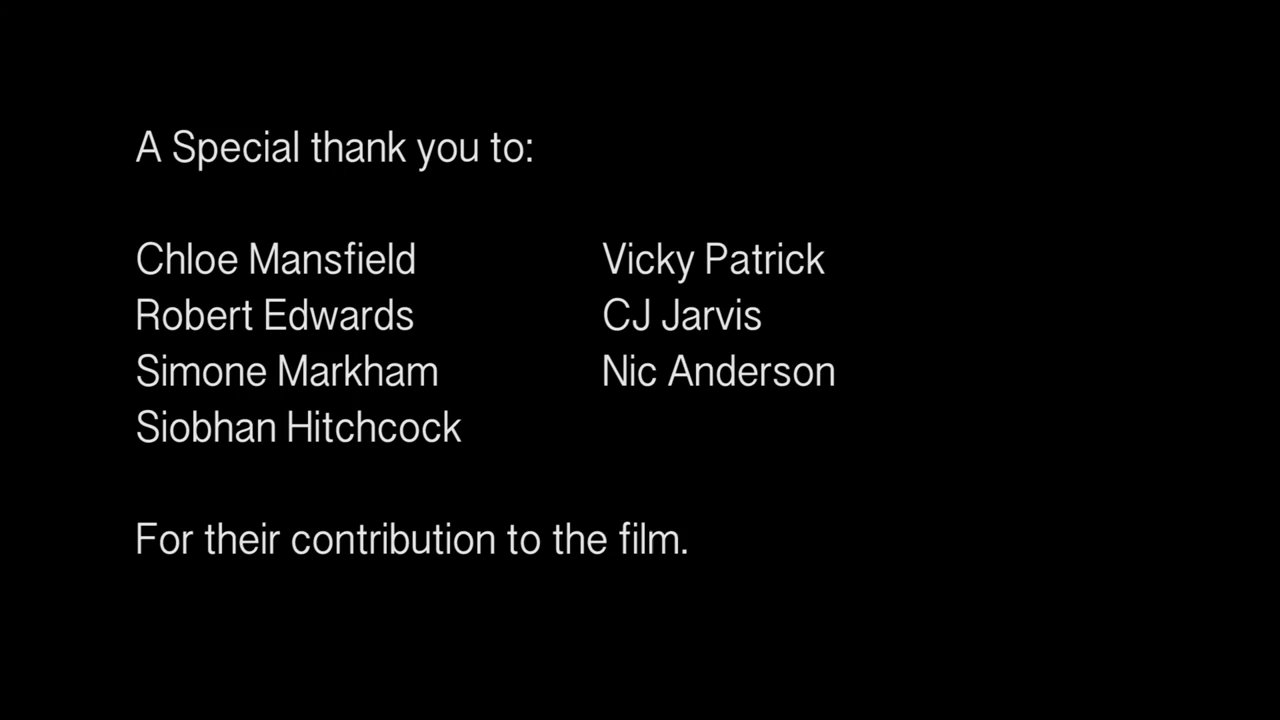 A Special thank you to:
Chloe Mansfield
Robert Edwards
Simone Markham
Siobhan Hitchcock
Vicky Patrick
CJ Jarvis
Nic Anderson
For their contribution to the film.